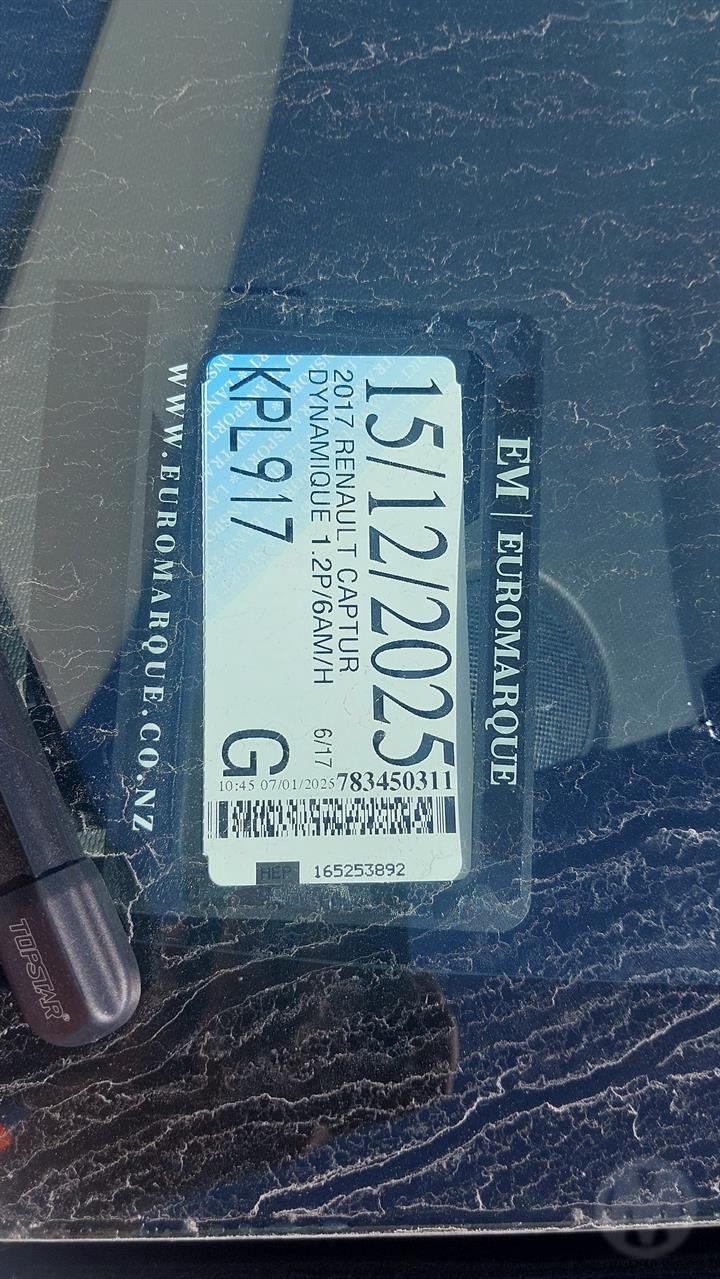 EM | EUROMARQUE
15/12/2025
2017 RENAULT CAPTUR
DYNAMIQUE 1.2P/6AM/H 6/17
KPL917 G
10:45 07/01/2025 783450311
HEP 165253892
WWW.EUROMARQUE.CO.NZ
TOPSTAR®